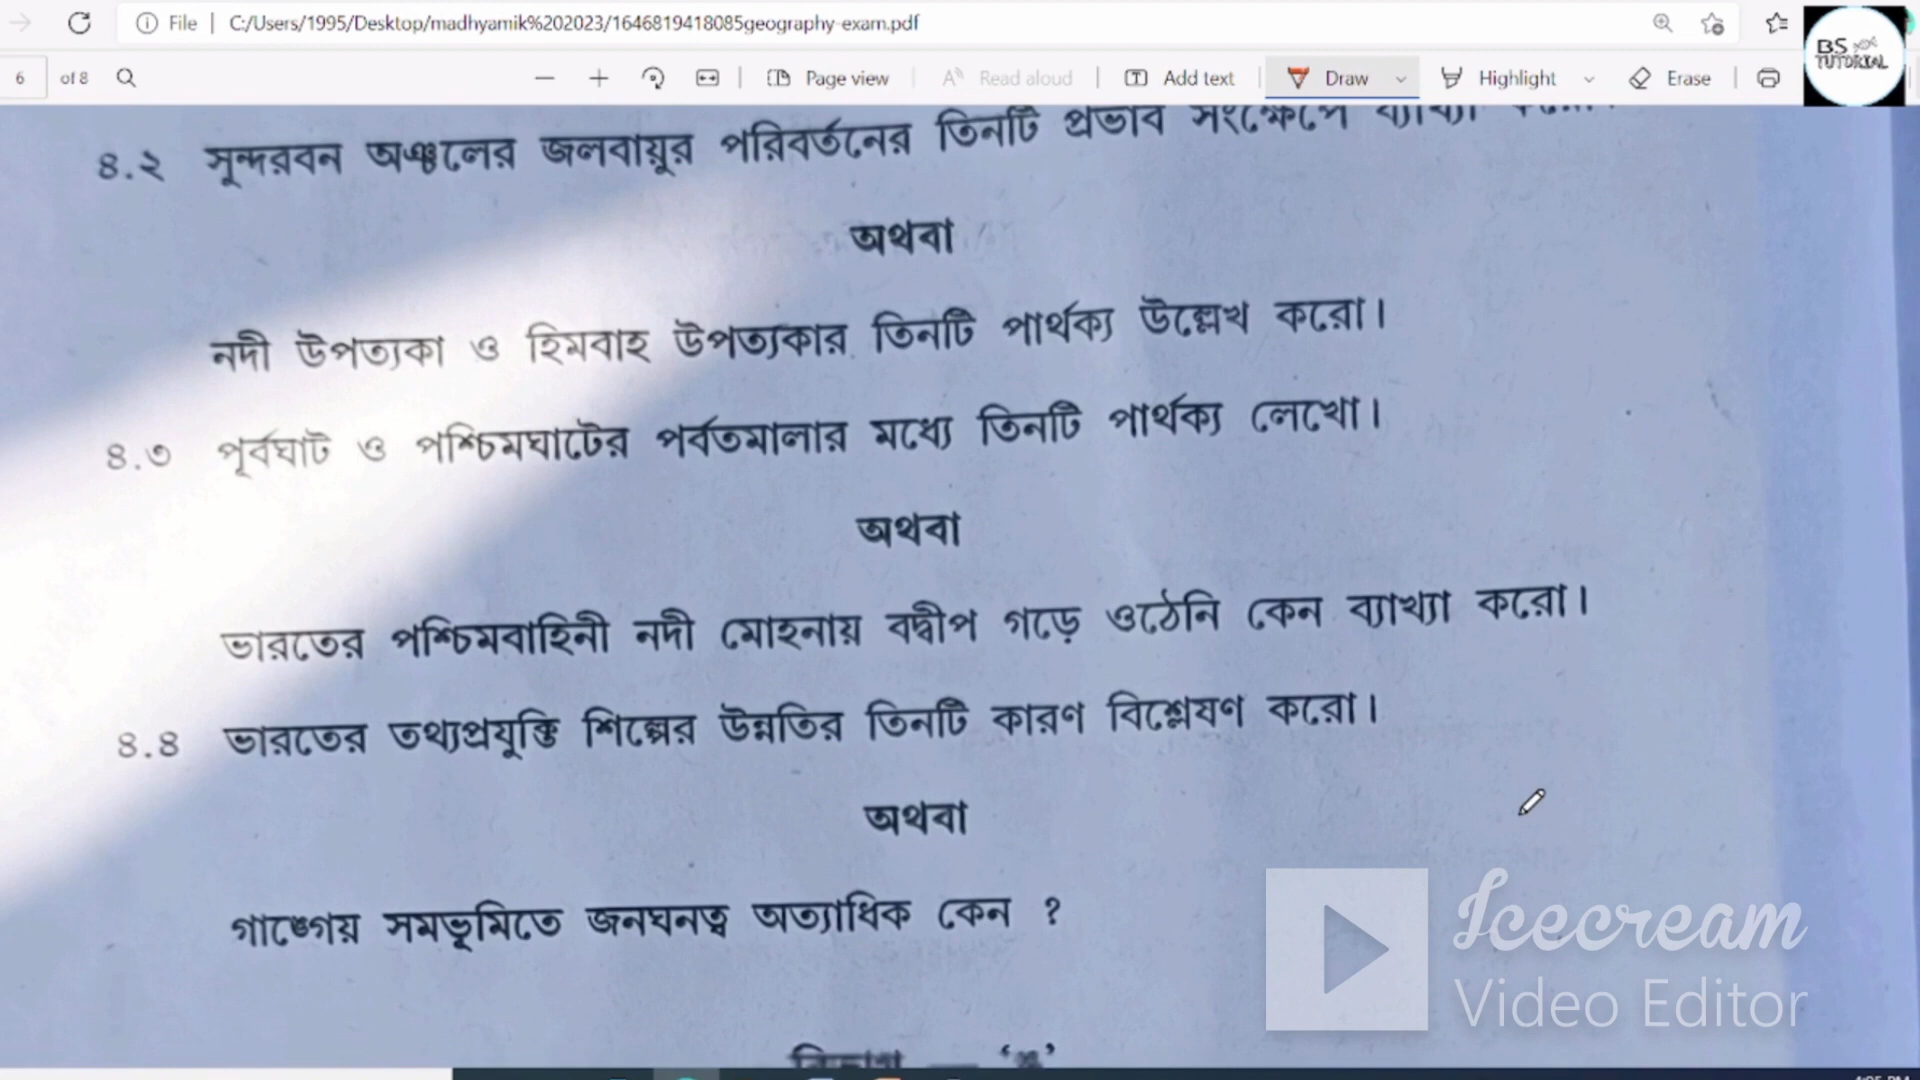 File | C:/Users/1995/Desktop/madhyamik%202023/1646819418085geography-exam.pdf
BS TUTORIAL
6 of 8 Page view Read aloud Add text Draw Highlight Erase
৪.২ সুন্দরবন অঞ্চলের জলবায়ুর পরিবর্তনের তিনটি প্রভাব সংক্ষেপে ব্যাখ্যা
অথবা
নদী উপত্যকা ও হিমবাহ উপত্যকার তিনটি পার্থক্য উল্লেখ করো।
৪.৩ পূর্বঘাট ও পশ্চিমঘাটের পর্বতমালার মধ্যে তিনটি পার্থক্য লেখো।
অথবা
ভারতের পশ্চিমবাহিনী নদী মোহনায় বদ্বীপ গড়ে ওঠেনি কেন ব্যাখ্যা করো।
৪.৪ ভারতের তথ্যপ্রযুক্তি শিল্পের উন্নতির তিনটি কারণ বিশ্লেষণ করো।
অথবা
গাঙ্গেয় সমভূমিতে জনঘনত্ব অত্যাধিক কেন ?
Icecream
Video Editor